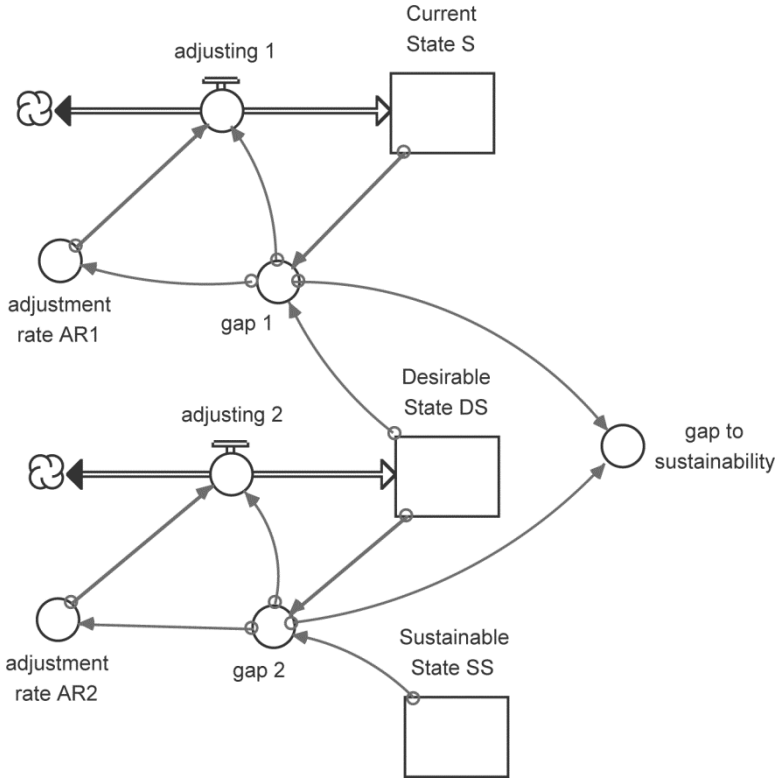 Current
State S
adjusting 1
adjustment
rate AR1
gap 1
Desirable
State DS
adjusting 2
gap to
sustainability
adjustment
rate AR2
gap 2
Sustainable
State SS